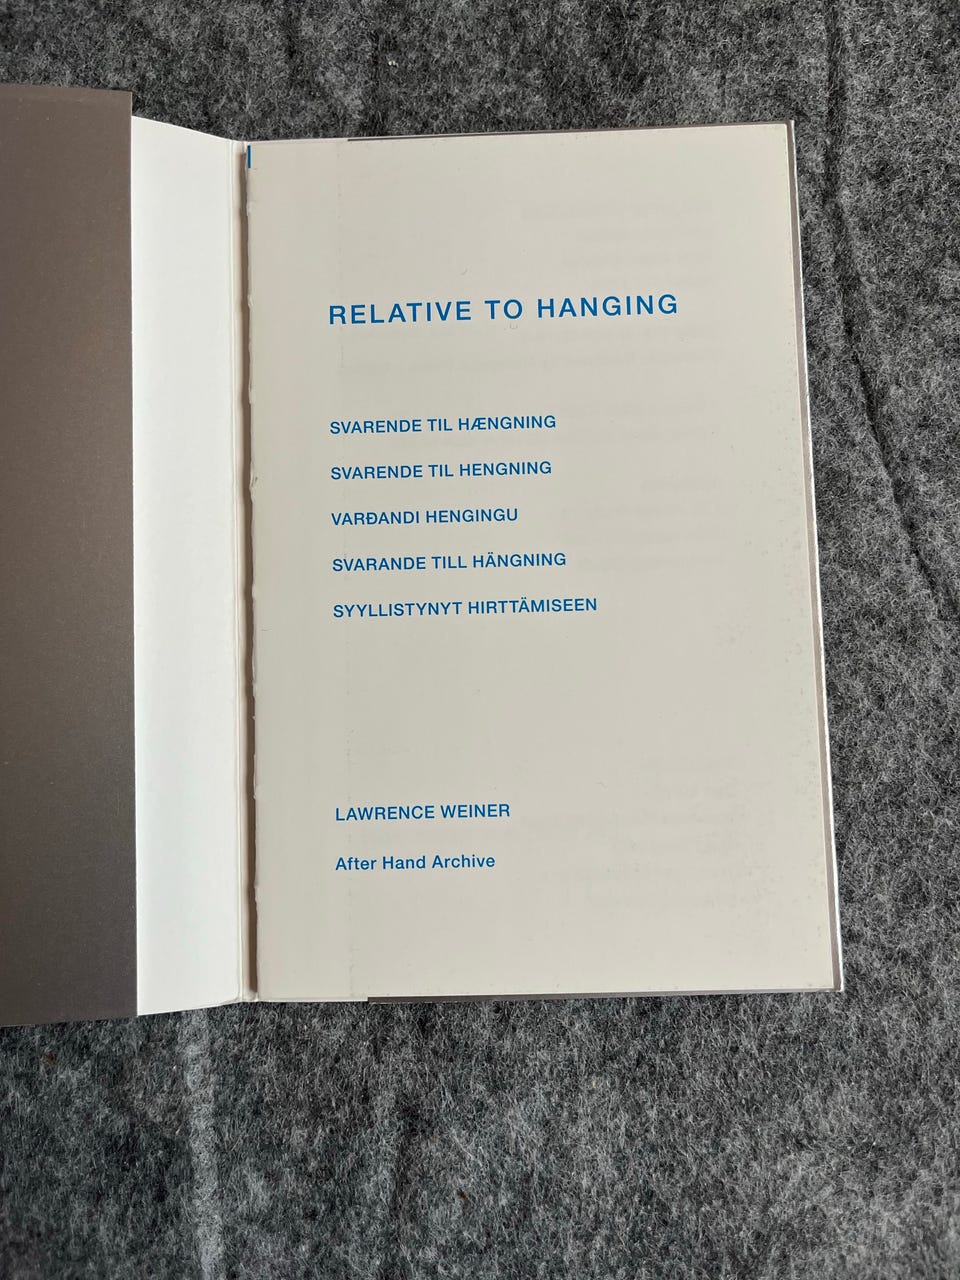 RELATIVE TO HANGING
SVARENDE TIL HÆNGNING
SVARENDE TIL HENGNING
VARÐANDI HENGINGU
SVARANDE TILL HÄNGNING
SYYLLISTYNYT HIRTTÄMISEEN
LAWRENCE WEINER
After Hand Archive